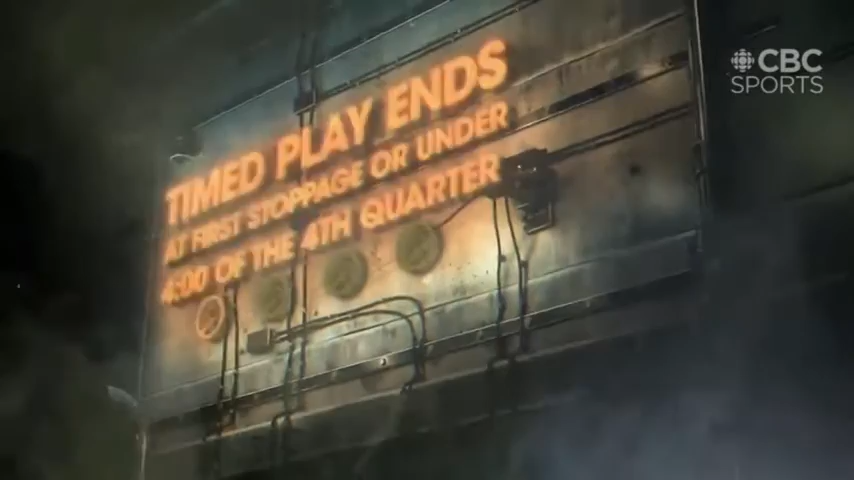 CBC
SPORTS
TIMED PLAY ENDS
AT FIRST STOPPAGE OR UNDER
4:00 OF THE 4TH QUARTER